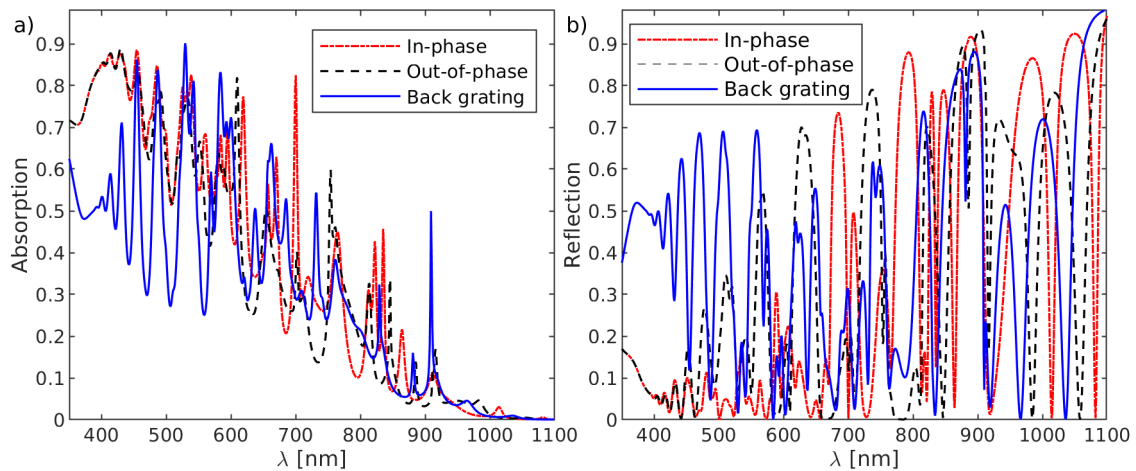 a)
0.9
0.8
0.7
0.6
0.5
0.4
0.3
0.2
0.1
0
Absorption
In-phase
Out-of-phase
Back grating
400 500 600 700 800 900 1000 1100
λ [nm]
b)
0.9
0.8
0.7
0.6
0.5
0.4
0.3
0.2
0.1
0
Reflection
In-phase
Out-of-phase
Back grating
400 500 600 700 800 900 1000 1100
λ [nm]